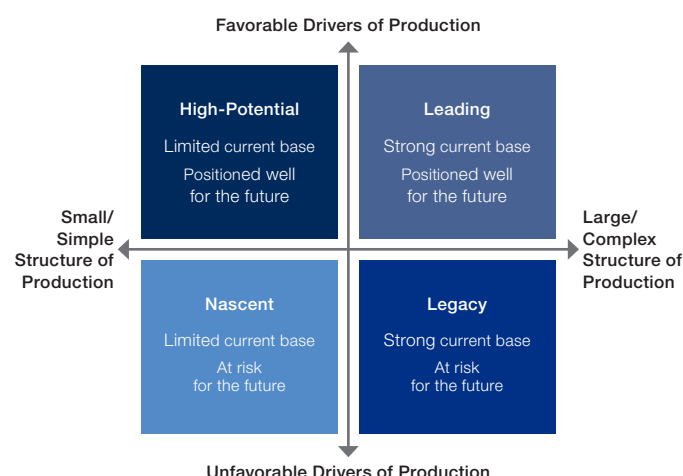 Favorable Drivers of Production
High-Potential
Limited current base
Positioned well
for the future
Leading
Strong current base
Positioned well
for the future
Small/
Simple
Structure of
Production
Large/
Complex
Structure of
Production
Nascent
Limited current base
At risk
for the future
Legacy
Strong current base
At risk
for the future
Unfavorable Drivers of Production